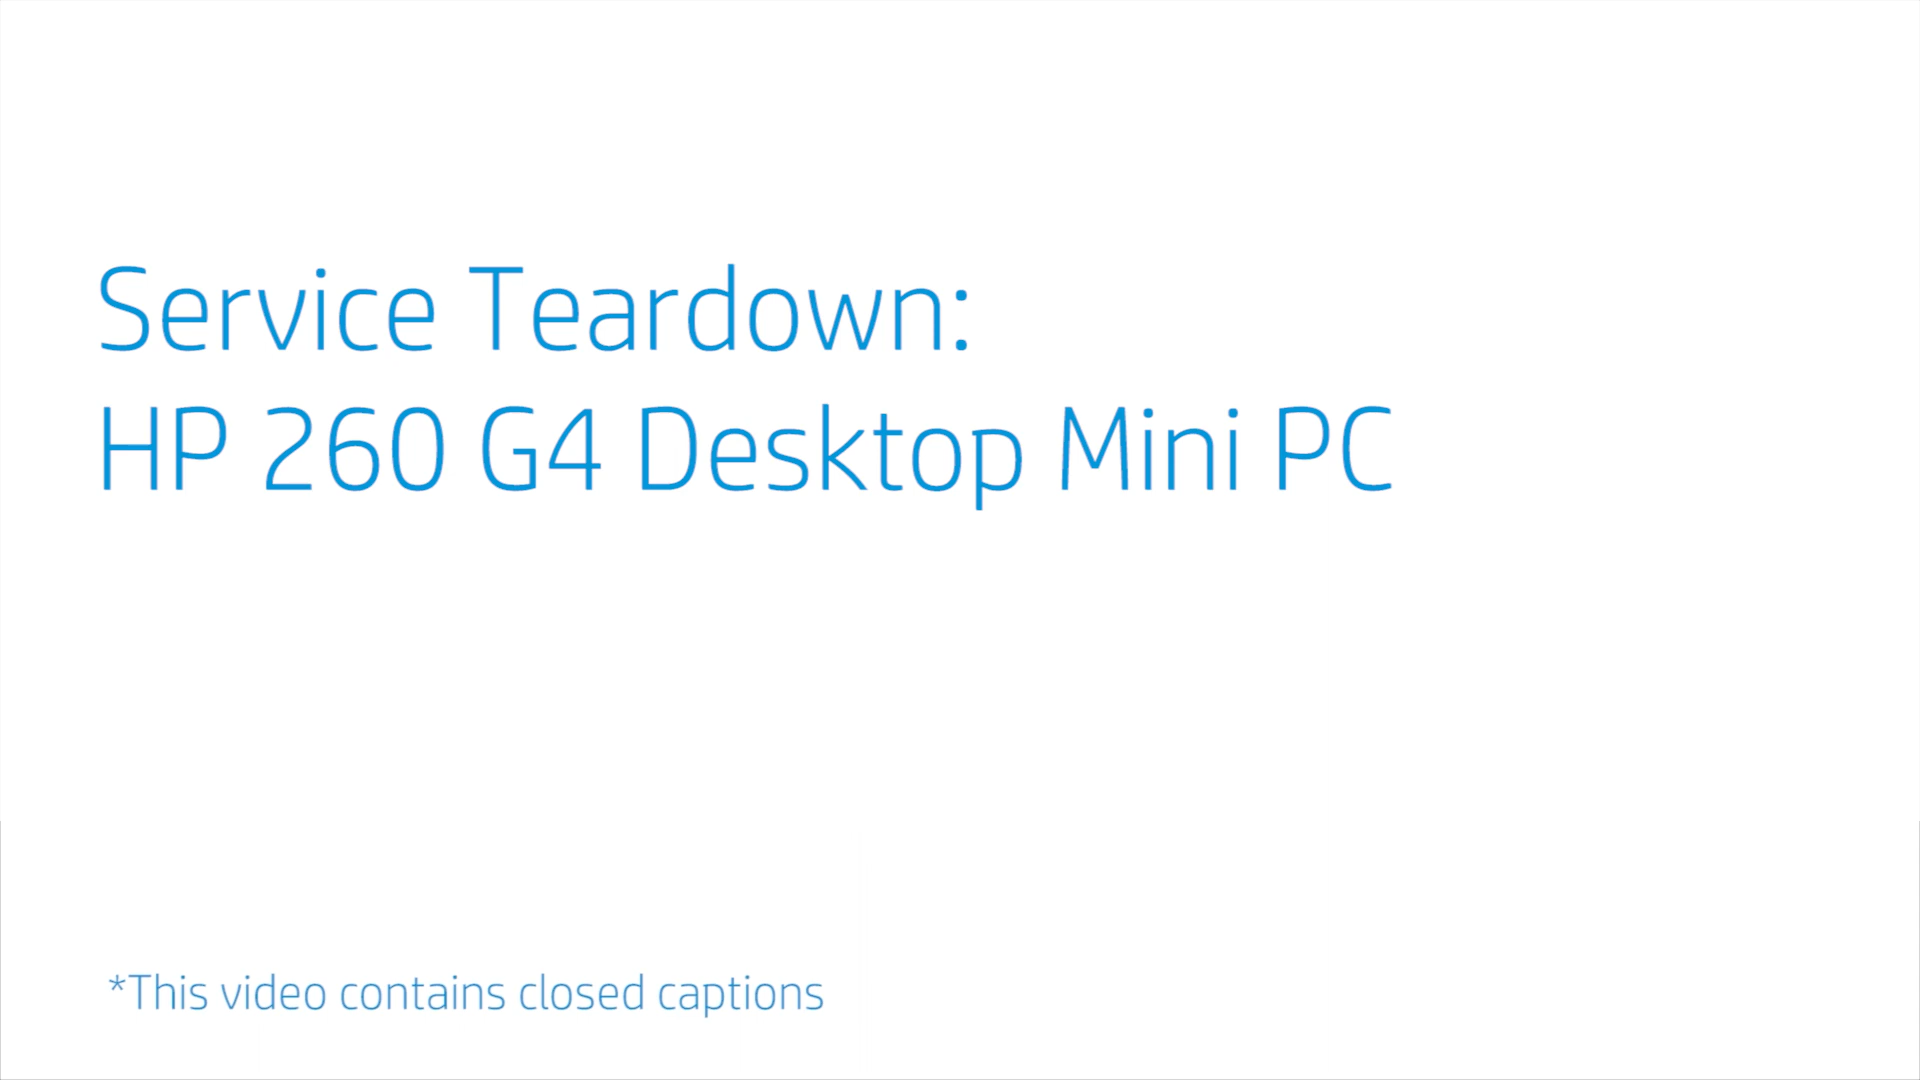 Service Teardown:
HP 260 G4 Desktop Mini PC
*This video contains closed captions